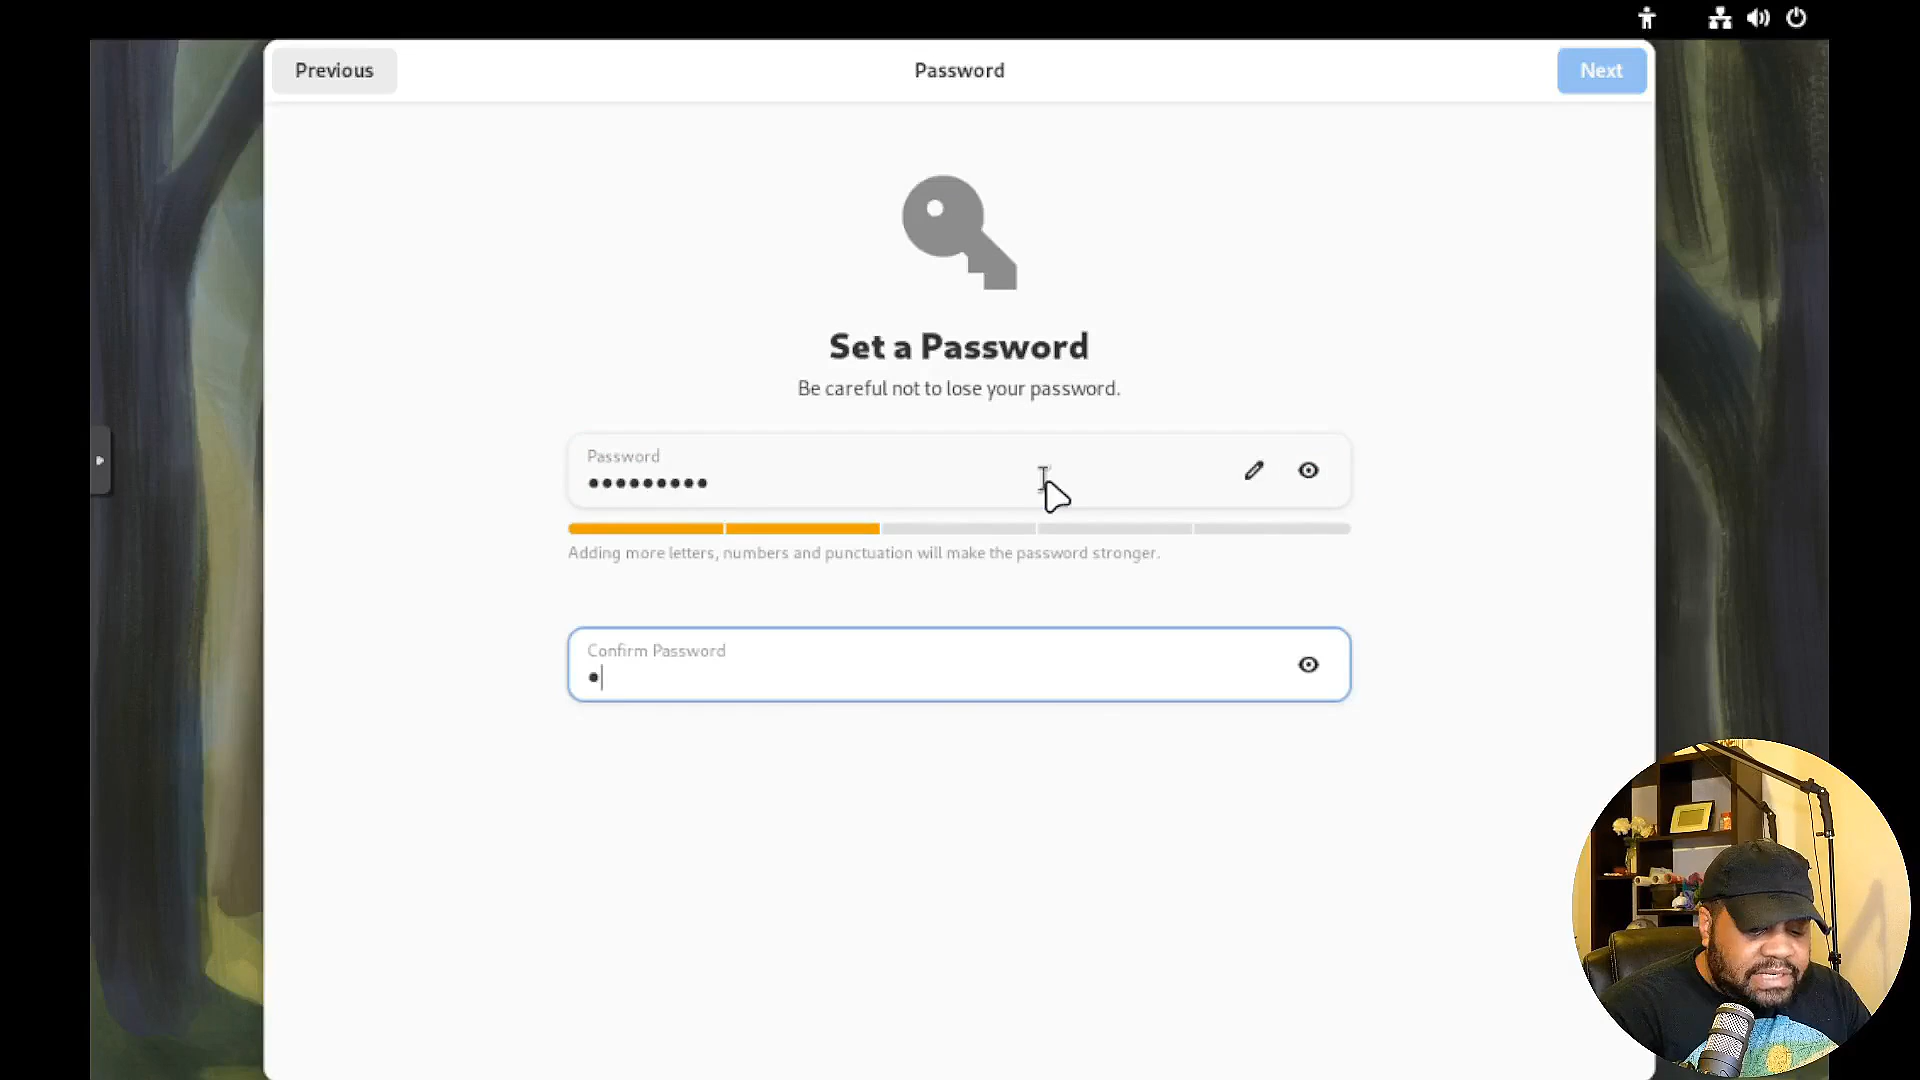 Previous
Password
Next
Set a Password
Be careful not to lose your password.
Password
•••••••••
Adding more letters, numbers and punctuation will make the password stronger.
Confirm Password
•